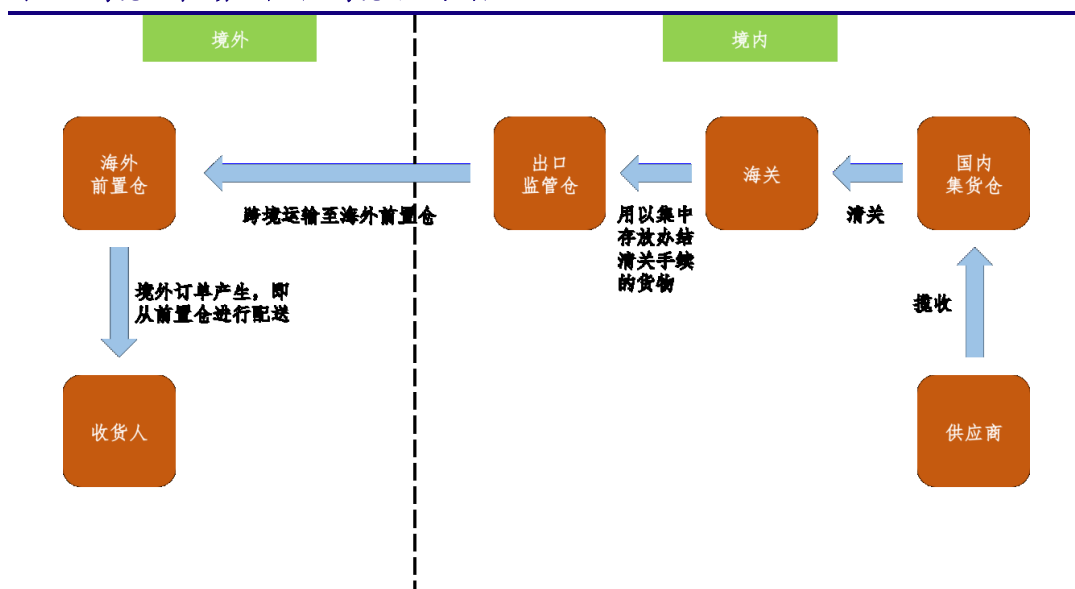 境外
境内
海外
前置仓
出口
监管仓
海关
国内
集货仓
跨境运输至海外前置仓
用以集中
存放办结
清关手续
的货物
清关
境外订单产生，即
从前置仓进行配送
揽收
收货人
供应商